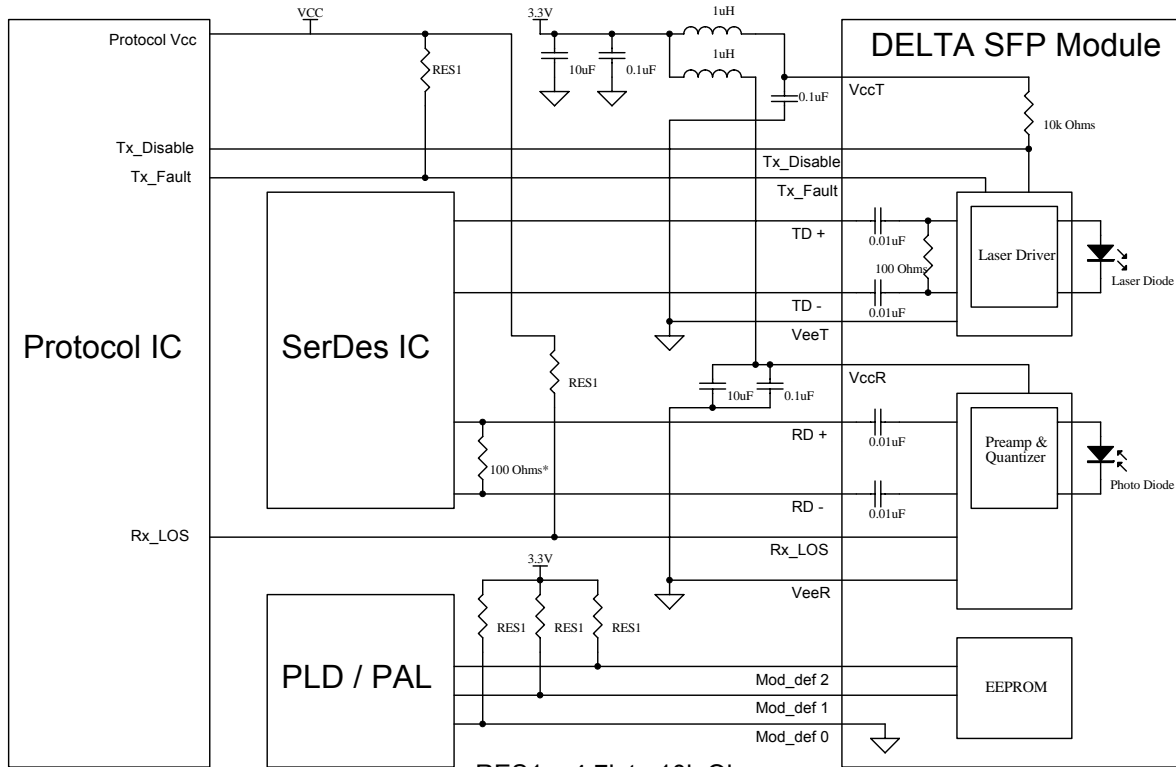 VCC
3.3V
1uH
DELTA SFP Module
Protocol Vcc
RES1
10uF
0.1uF
1uH
0.1uF
VccT
10k Ohms
Tx_Disable
Tx_Disable
Tx_Fault
Tx_Fault
TD +
0.01uF
100 Ohms
Laser Driver
Laser Diode
TD -
0.01uF
VeeT
Protocol IC
SerDes IC
RES1
10uF
0.1uF
VccR
RD +
0.01uF
Preamp &
Quantizer
100 Ohms*
Photo Diode
RD -
0.01uF
Rx_LOS
Rx_LOS
3.3V
VeeR
RES1
RES1
RES1
PLD / PAL
Mod_def 2
EEPROM
Mod_def 1
Mod_def 0